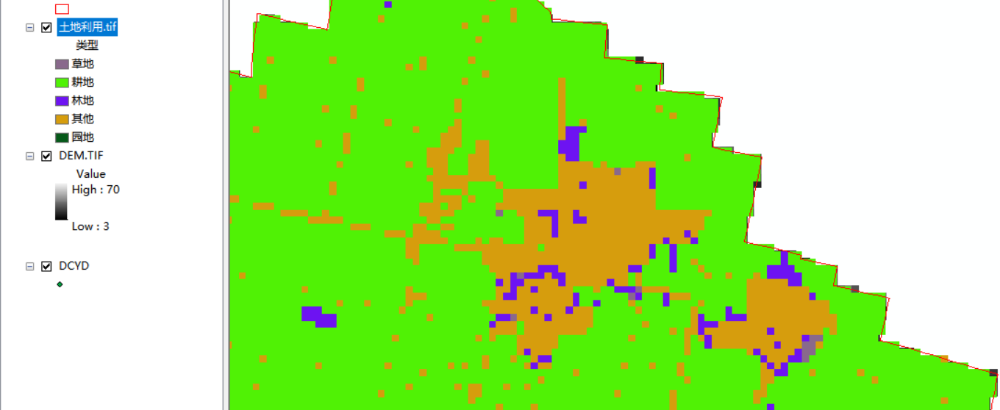 土地利用.tif
类型
草地
耕地
林地
其他
园地
DEM.TIF
Value
High : 70
Low : 3
DCYD